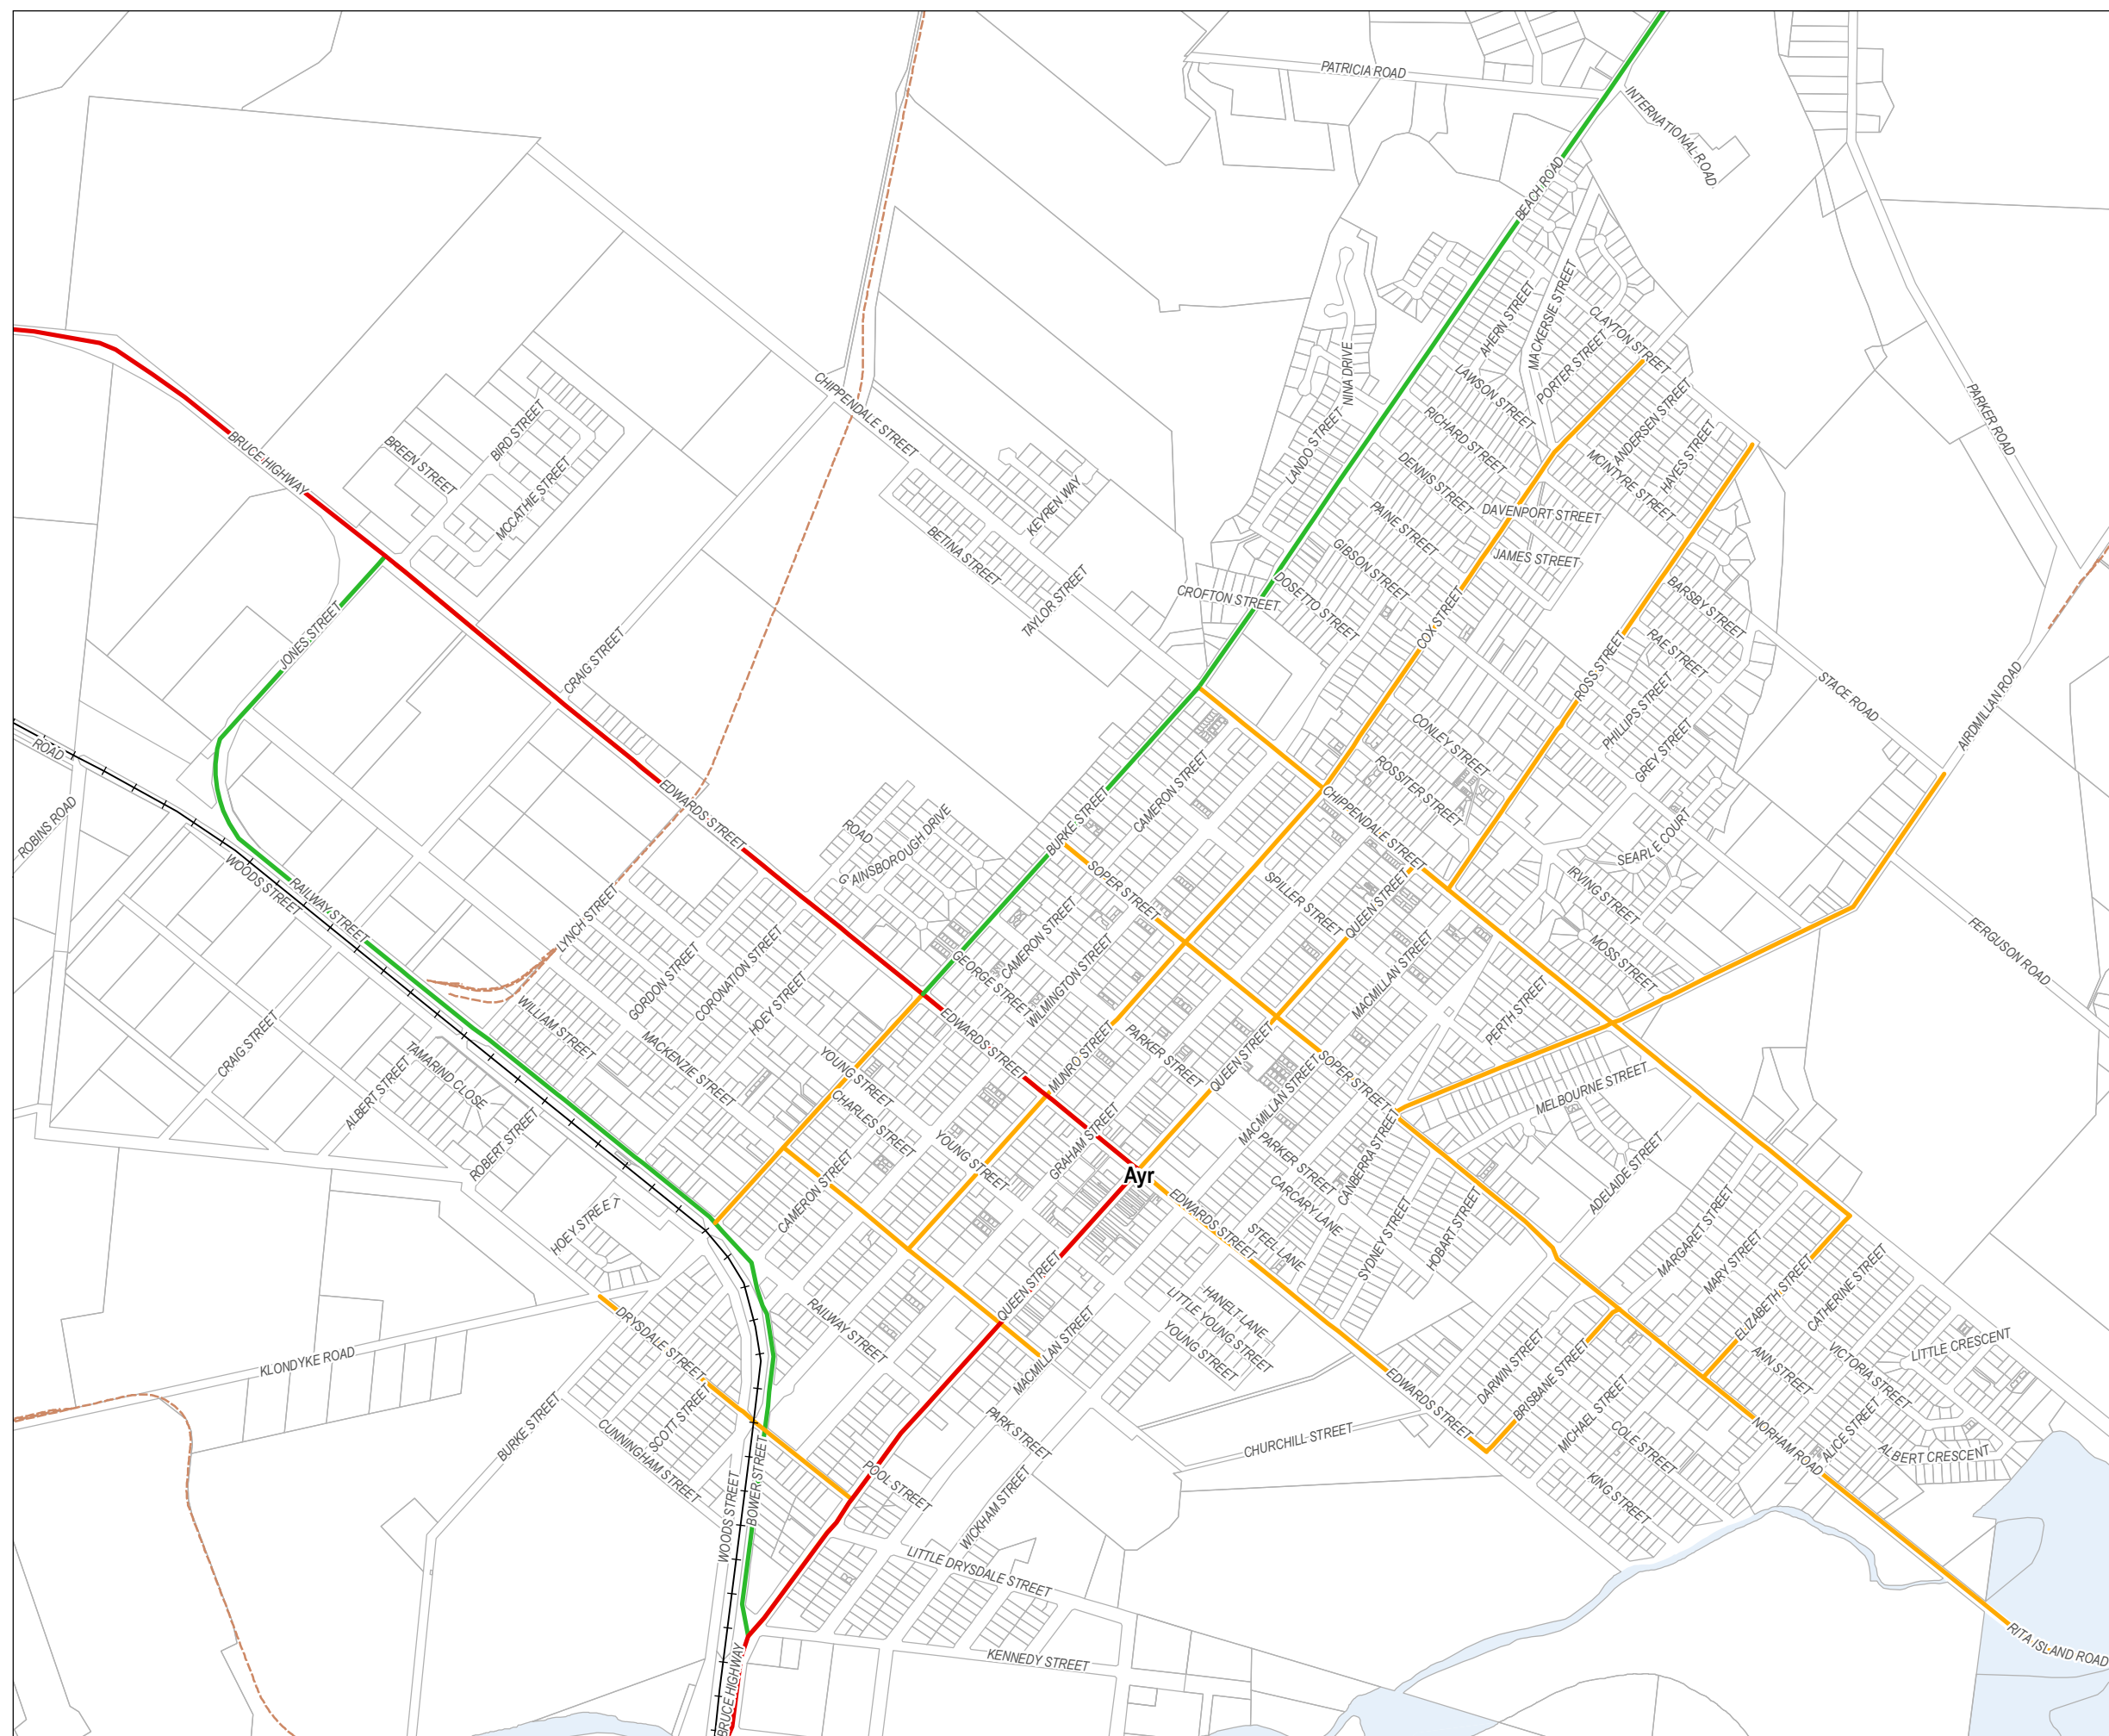 PATRICIA ROAD
INTERNATIONAL ROAD
BEACH ROAD
AHERN STREET
MACKERSIE STREET
CLAYTON STREET
NINA DRIVE
PORTER STREET
LAWSON STREET
CHIPPENDALE STREET
ANDERSEN STREET
PARKER ROAD
BIRD STREET
BREEN STREET
BRUCE HIGHWAY
LANDO STREET
RICHARD STREET
HAYES STREET
MCINTYRE STREET
DENNIS STREET
MCCATHIE STREET
KEYREN WAY
DAVENPORT STREET
PAINE STREET
BETINA STREET
JAMES STREET
GIBSON STREET
TAYLOR STREET
CROFTON STREET
DOSETTO STREET
BARSBY STREET
COX STREET
JONES STREET
CRAIG STREET
RAE STREET
ROSS STREET
STACE ROAD
AIRDMILLAN ROAD
PHILLIPS STREET
CONLEY STREET
GREY STREET
ROAD
ROSSITER STREET
CAMERON STREET
EDWARDS STREET
CHIPPENDALE STREET
ROBINS ROAD
BURKE STREET
ROAD
GAINSBOROUGH DRIVE
SEARLE COURT
SOPER STREET
WOODS STREET
RAILWAY STREET
SPILLER STREET
QUEEN STREET
IRVING STREET
LYNCH STREET
CAMERON STREET
FERGUSON ROAD
GORDON STREET
CORONATION STREET
GEORGE STREET
WILMINGTON STREET
MACMILLAN STREET
MOSS STREET
HOEY STREET
WILLIAM STREET
PERTH STREET
EDWARDS STREET
CRAIG STREET
MACKENZIE STREET
YOUNG STREET
MUNRO STREET
PARKER STREET
QUEEN STREET
SOPER STREET
TAMARIND CLOSE
ALBERT STREET
MELBOURNE STREET
MACMILLAN STREET
CHARLES STREET
ROBERT STREET
GRAHAM STREET
YOUNG STREET
PARKER STREET
CANBERRA STREET
ADELAIDE STREET
Ayr
CAMERON STREET
CARCARY LANE
EDWARDS STREET
HOEY STREET
STEEL LANE
SYDNEY STREET
HOBART STREET
MARGARET STREET
MARY STREET
ELIZABETH STREET
CATHERINE STREET
QUEEN STREET
HANELT LANE
LITTLE YOUNG STREET
YOUNG STREET
RAILWAY STREET
DRYSDALE STREET
MACMILLAN STREET
KLONDYKE ROAD
LITTLE CRESCENT
DARWIN STREET
BRISBANE STREET
ANN STREET
VICTORIA STREET
EDWARDS STREET
MICHAEL STREET
SCOTT STREET
BURKE STREET
CUNNINGHAM STREET
PARK STREET
CHURCHILL STREET
COLE STREET
NORHAM ROAD
ALICE STREET
ALBERT CRESCENT
POOL STREET
KING STREET
BOWER STREET
WOODS STREET
WICKHAM STREET
LITTLE DRYSDALE STREET
KENNEDY STREET
RITA ISLAND ROAD
BRUCE HIGHWAY